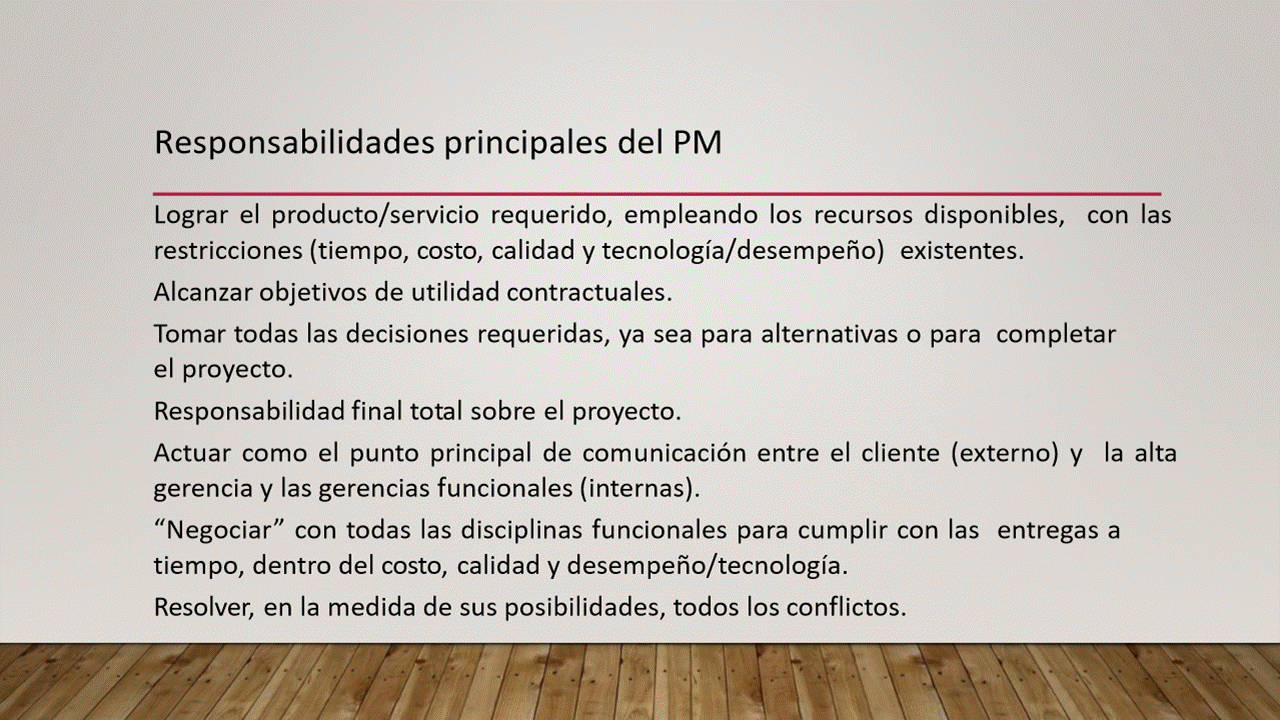 Responsabilidades principales del PM
Lograr el producto/servicio requerido, empleando los recursos disponibles, con las
restricciones (tiempo, costo, calidad y tecnología/desempeño) existentes.
Alcanzar objetivos de utilidad contractuales.
Tomar todas las decisiones requeridas, ya sea para alternativas o para completar
el proyecto.
Responsabilidad final total sobre el proyecto.
Actuar como el punto principal de comunicación entre el cliente (externo) y la alta
gerencia y las gerencias funcionales (internas).
“Negociar” con todas las disciplinas funcionales para cumplir con las entregas a
tiempo, dentro del costo, calidad y desempeño/tecnología.
Resolver, en la medida de sus posibilidades, todos los conflictos.